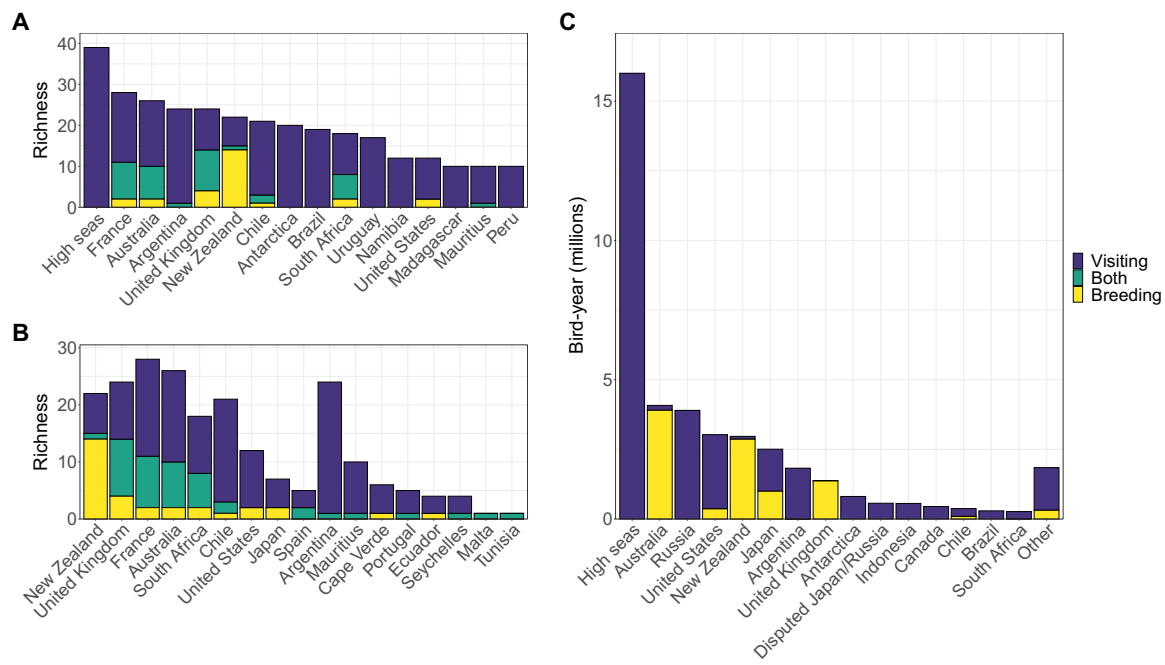 A
Richness
40
30
20
10
0
High seas
France
Australia
Argentina
United Kingdom
New Zealand
Chile
Antarctica
Brazil
South Africa
Uruguay
Namibia
United States
Madagascar
Mauritius
Peru
B
Richness
30
20
10
0
New Zealand
United Kingdom
France
Australia
South Africa
Chile
United States
Japan
Spain
Argentina
Mauritius
Cape Verde
Portugal
Ecuador
Seychelles
Malta
Tunisia
C
Bird-year (millions)
15
10
5
0
High seas
Australia
Russia
United States
New Zealand
Japan
Argentina
United Kingdom
Antarctica
Disputed Japan/Russia
Indonesia
Canada
Chile
Brazil
South Africa
Other
Visiting
Both
Breeding